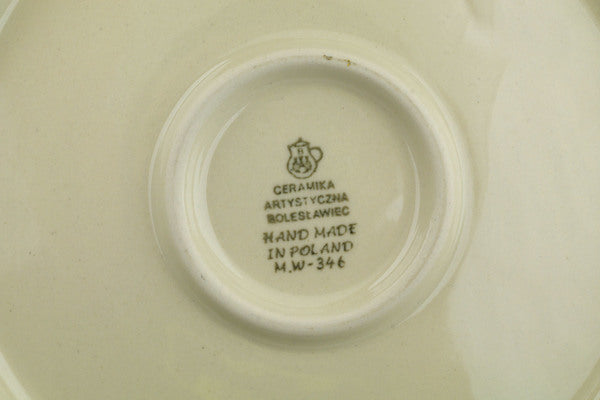 CERAMIKA
ARTYSTYCZNA
BOLESŁAWIEC
HAND MADE
IN POLAND
M.W-346